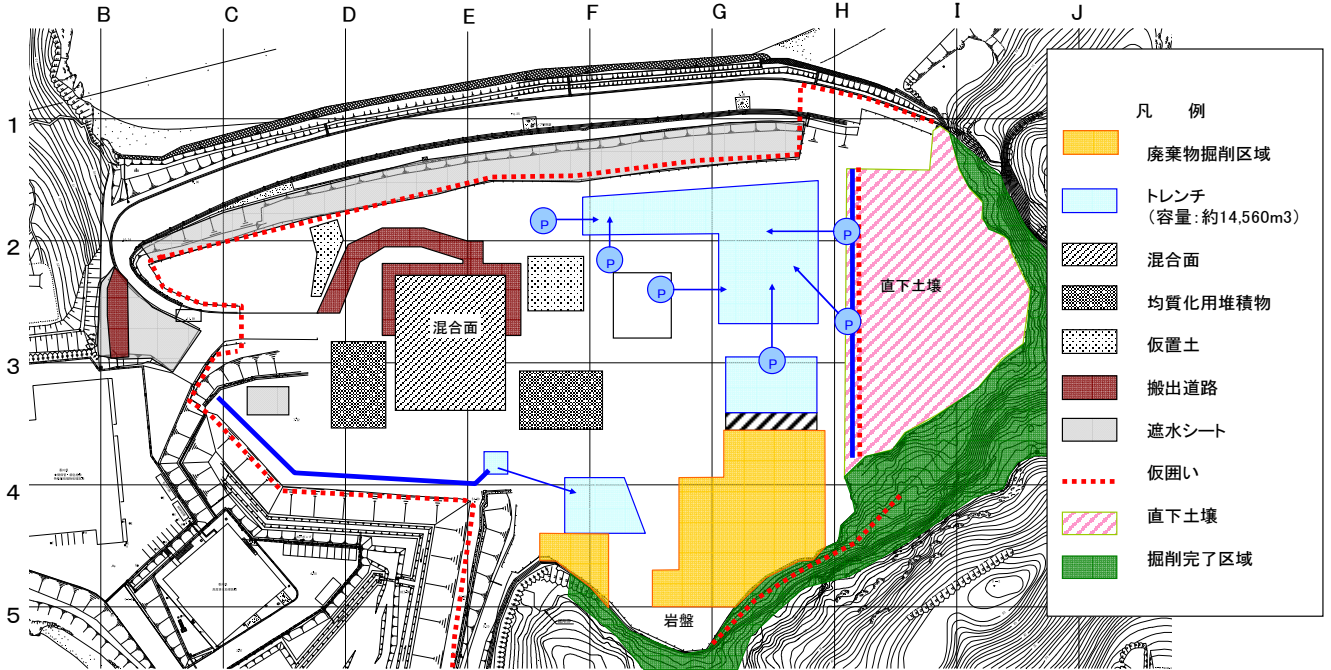 B C D E F G H I J
1
2
3
4
5
凡 例
廃棄物掘削区域
トレンチ
(容量:約14,560m3)
混合面
均質化用堆積物
仮置土
搬出道路
遮水シート
仮囲い
直下土壌
掘削完了区域
P
P
P
P
P
P
直下土壌
混合面
岩盤